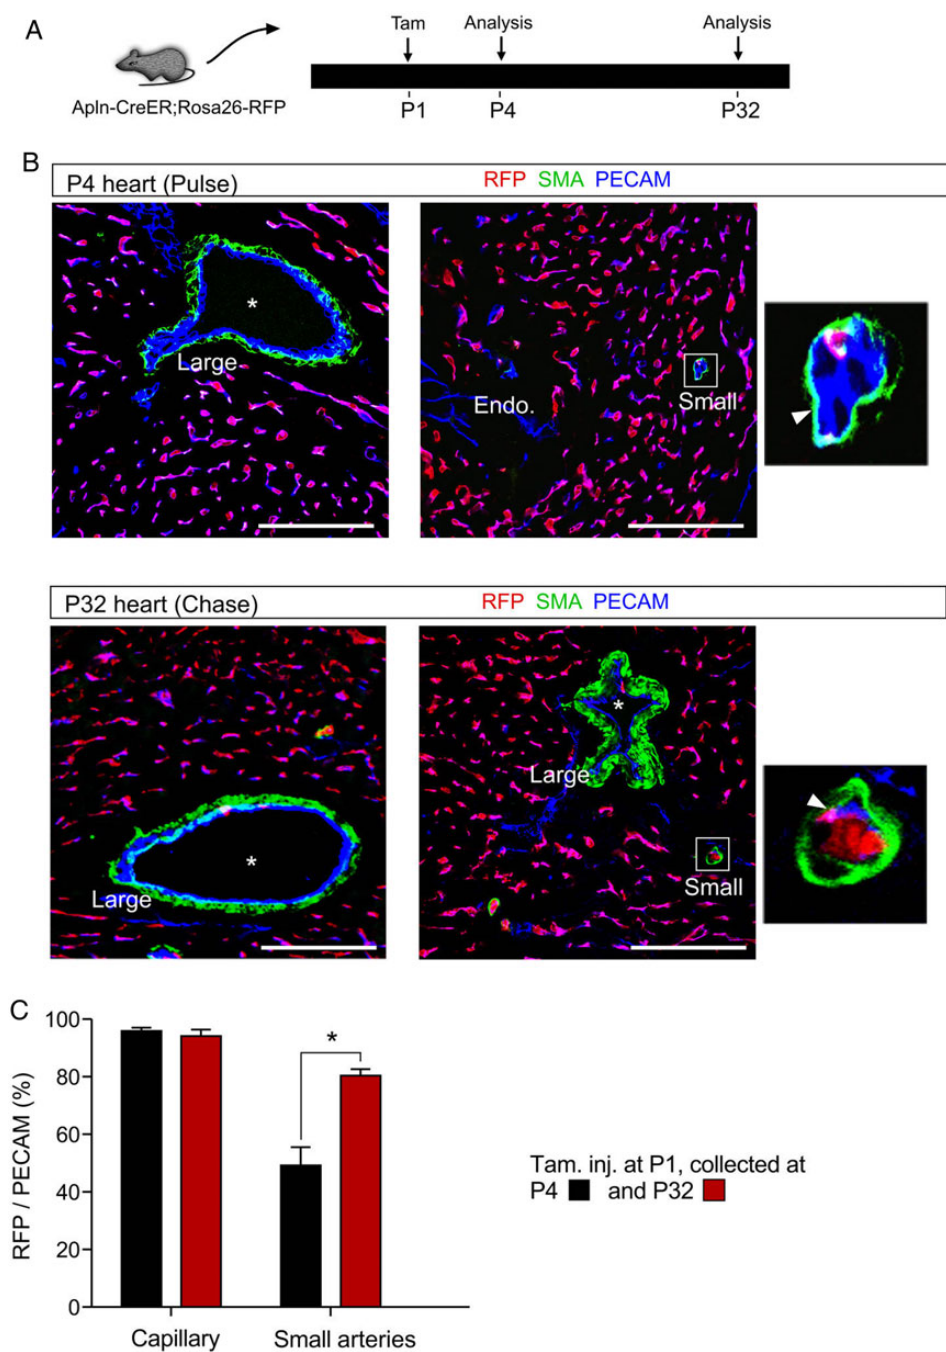 A
Tam
Analysis
Analysis
Apln-CreER;Rosa26-RFP
P1
P4
P32
B
P4 heart (Pulse)
RFP SMA PECAM
*
Large
Endo.
Small
P32 heart (Chase)
RFP SMA PECAM
*
Large
*
Large
Small
C
RFP / PECAM (%)
100
80
60
40
20
0
*
Capillary
Small arteries
Tam. inj. at P1, collected at
P4 and P32